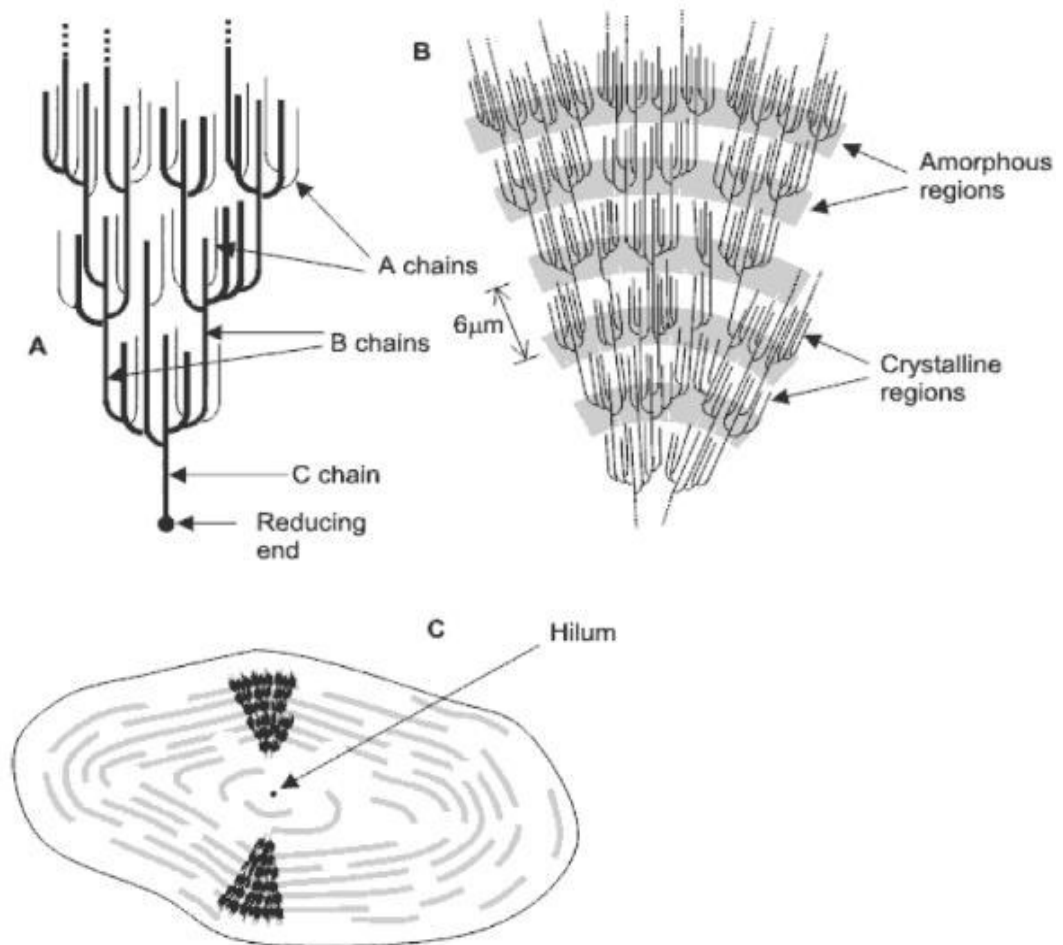 A
A chains
B chains
C chain
Reducing
end
B
Amorphous
regions
6μm
Crystalline
regions
C
Hilum